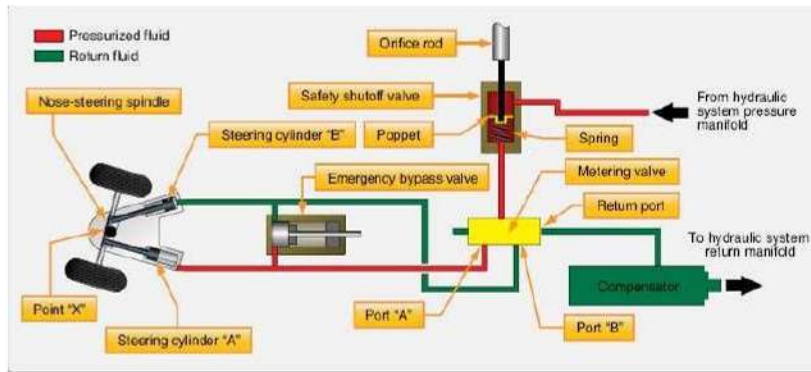 Pressurized fluid
Return fluid
Orifice rod
Nose-steering spindle
Safety shutoff valve
From hydraulic
system pressure
manifold
Steering cylinder "B"
Poppet
Spring
Emergency bypass valve
Metering valve
Return port
To hydraulic system
return manifold
Compensator
Point "X"
Steering cylinder "A"
Port "A"
Port "B"